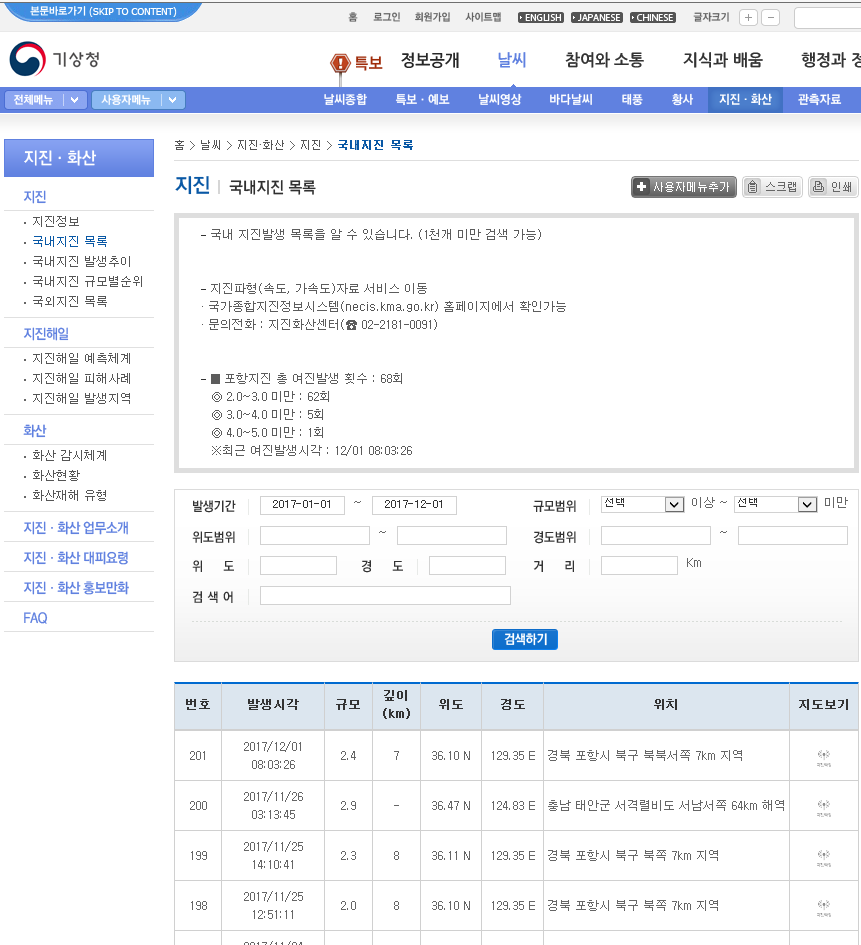 본문바로가기 (SKIP TO CONTENT)
홈 로그인 회원가입 사이트맵 ENGLISH JAPANESE CHINESE 글자크기 + -
기상청
특보 정보공개 날씨 참여와 소통 지식과 배움 행정과 정
전체메뉴 사용자메뉴 날씨종합 특보 · 예보 날씨영상 바다날씨 태풍 황사 지진 · 화산 관측자료
지진 · 화산
지진
· 지진정보
· 국내지진 목록
· 국내지진 발생추이
· 국내지진 규모별순위
· 국외지진 목록
지진해일
· 지진해일 예측체계
· 지진해일 피해사례
· 지진해일 발생지역
화산
· 화산 감시체계
· 화산현황
· 화산재해 유형
지진 · 화산 업무소개
지진 · 화산 대피요령
지진 · 화산 홍보만화
FAQ
홈 > 날씨 > 지진·화산 > 지진 > 국내지진 목록
지진 | 국내지진 목록
사용자메뉴추가 스크랩 인쇄
- 국내 지진발생 목록을 알 수 있습니다. (1천개 미만 검색 가능)
- 지진파형(속도, 가속도)자료 서비스 이동
· 국가종합지진정보시스템(necis.kma.go.kr) 홈페이지에서 확인가능
· 문의전화 : 지진화산센터(☎ 02-2181-0091)
- ■ 포항지진 총 여진발생 횟수 : 68회
◎ 2.0~3.0 미만 : 62회
◎ 3.0~4.0 미만 : 5회
◎ 4.0~5.0 미만 : 1회
※최근 여진발생시각 : 12/01 08:03:26
발생기간 2017-01-01 ~ 2017-12-01 규모범위 선택 이상 ~ 선택 미만
위도범위 ~ 경도범위 ~
위 도 경 도 거 리 Km
검 색 어
검색하기
번호 발생시각 규모 깊이 (km) 위도 경도 위치 지도보기
201 2017/12/01 08:03:26 2.4 7 36.10 N 129.35 E 경북 포항시 북구 북북서쪽 7km 지역
200 2017/11/26 03:13:45 2.9 - 36.47 N 124.83 E 충남 태안군 서격렬비도 서남서쪽 64km 해역
199 2017/11/25 14:10:41 2.3 8 36.11 N 129.35 E 경북 포항시 북구 북쪽 7km 지역
198 2017/11/25 12:51:11 2.0 8 36.10 N 129.35 E 경북 포항시 북구 북쪽 7km 지역